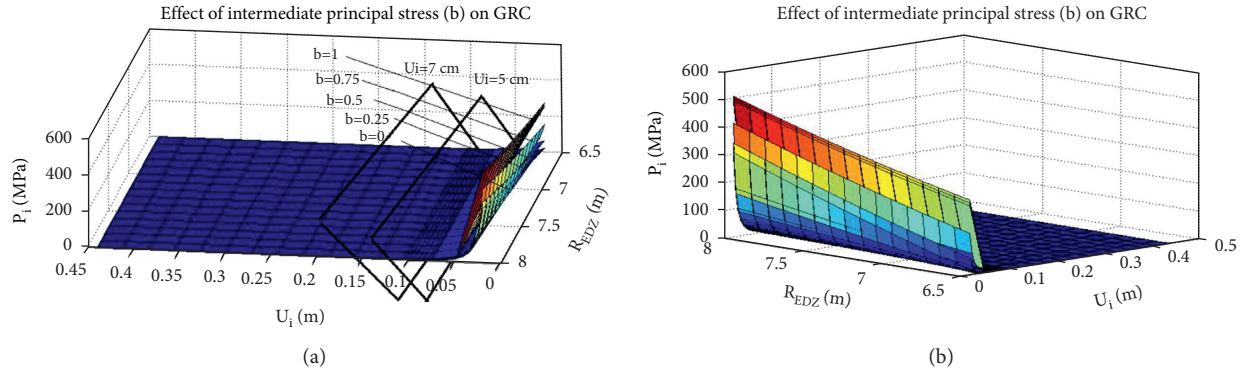 Effect of intermediate principal stress (b) on GRC
b=1
b=0.75
b=0.5
b=0.25
b=0
Ui=7 cm
Ui=5 cm
P_i (MPa)
600
400
200
0
0.45
0.4
0.35
0.3
0.25
0.2
0.15
0.1
0.05
0
U_i (m)
6.5
7
7.5
8
R_EDZ (m)
(a)
Effect of intermediate principal stress (b) on GRC
P_i (MPa)
600
500
400
300
200
100
0
8
7.5
7
6.5
R_EDZ (m)
0
0.1
0.2
0.3
0.4
0.5
U_i (m)
(b)